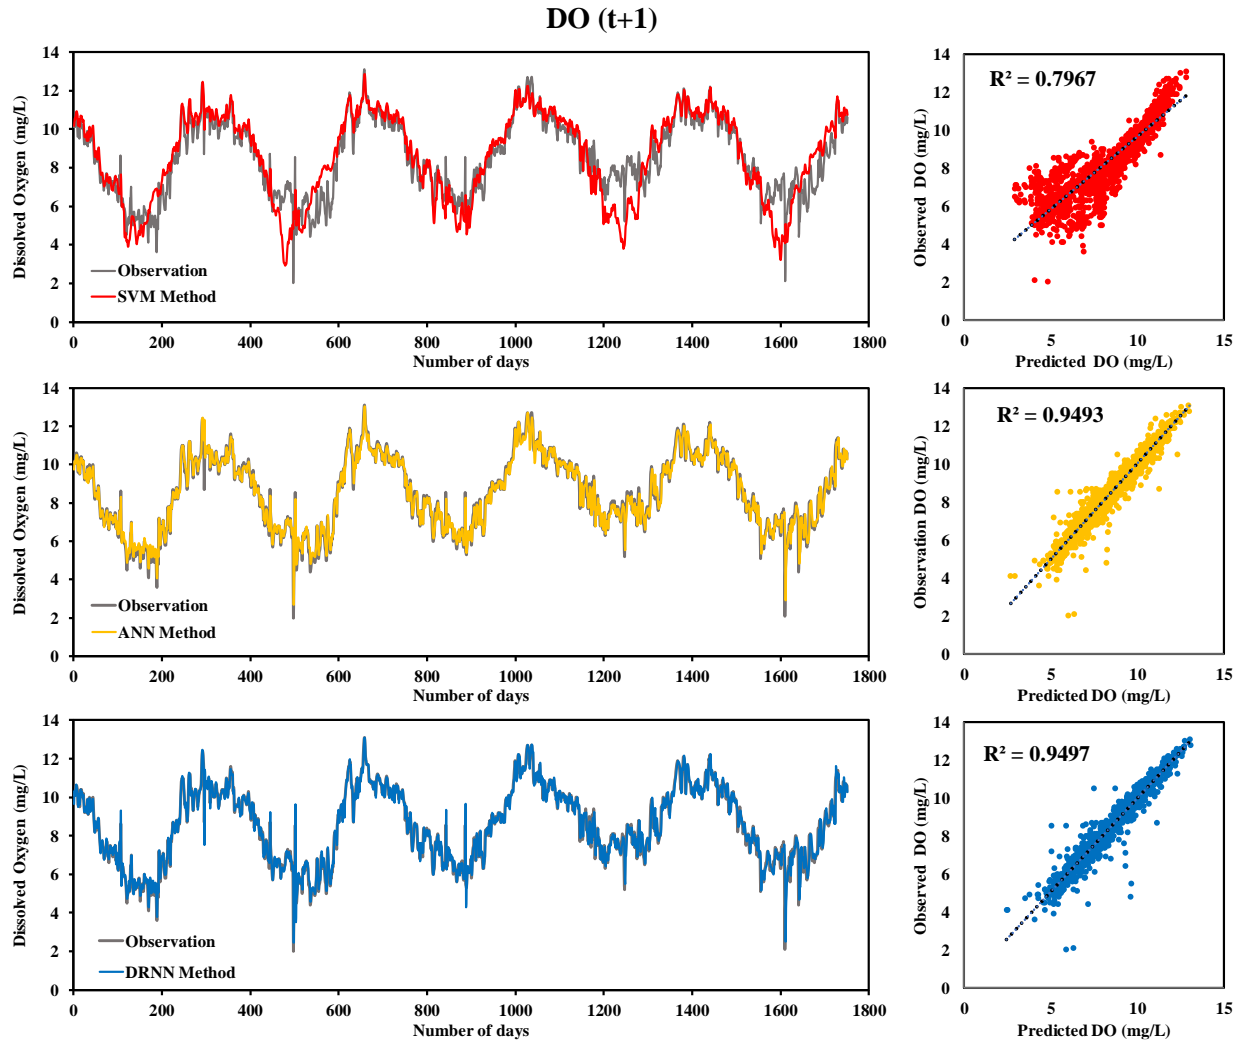 DO (t+1)
Dissolved Oxygen (mg/L)
14
12
10
8
6
4
2
0
Observation
SVM Method
0 200 400 600 800 1000 1200 1400 1600 1800
Number of days
Observed DO (mg/L)
14
12
10
8
6
4
2
0
R² = 0.7967
0 5 10 15
Predicted DO (mg/L)
Dissolved Oxygen (mg/L)
14
12
10
8
6
4
2
0
Observation
ANN Method
0 200 400 600 800 1000 1200 1400 1600 1800
Number of days
Observation DO (mg/L)
14
12
10
8
6
4
2
0
R² = 0.9493
0 5 10 15
Predicted DO (mg/L)
Dissolved Oxygen (mg/L)
14
12
10
8
6
4
2
0
Observation
DRNN Method
0 200 400 600 800 1000 1200 1400 1600 1800
Number of days
Observed DO (mg/L)
14
12
10
8
6
4
2
0
R² = 0.9497
0 5 10 15
Predicted DO (mg/L)